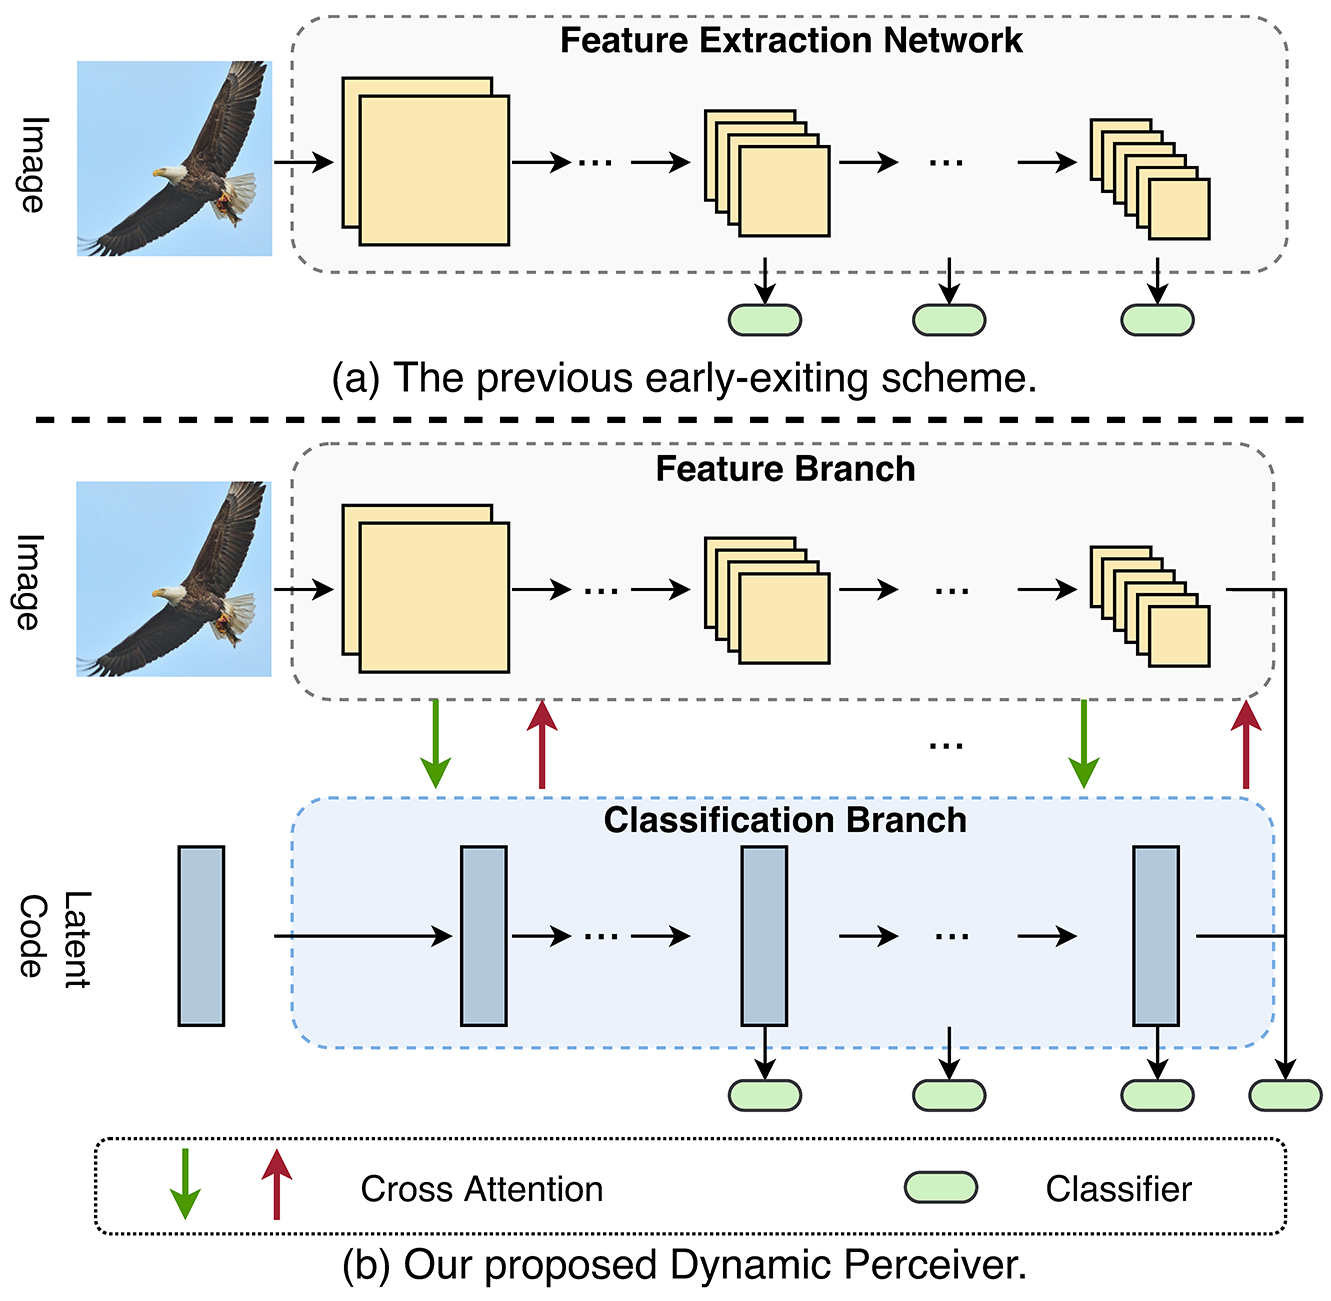 Feature Extraction Network
Image
...
...
(a) The previous early-exiting scheme.
Feature Branch
Image
...
...
...
Classification Branch
Latent
Code
...
...
Cross Attention
Classifier
(b) Our proposed Dynamic Perceiver.